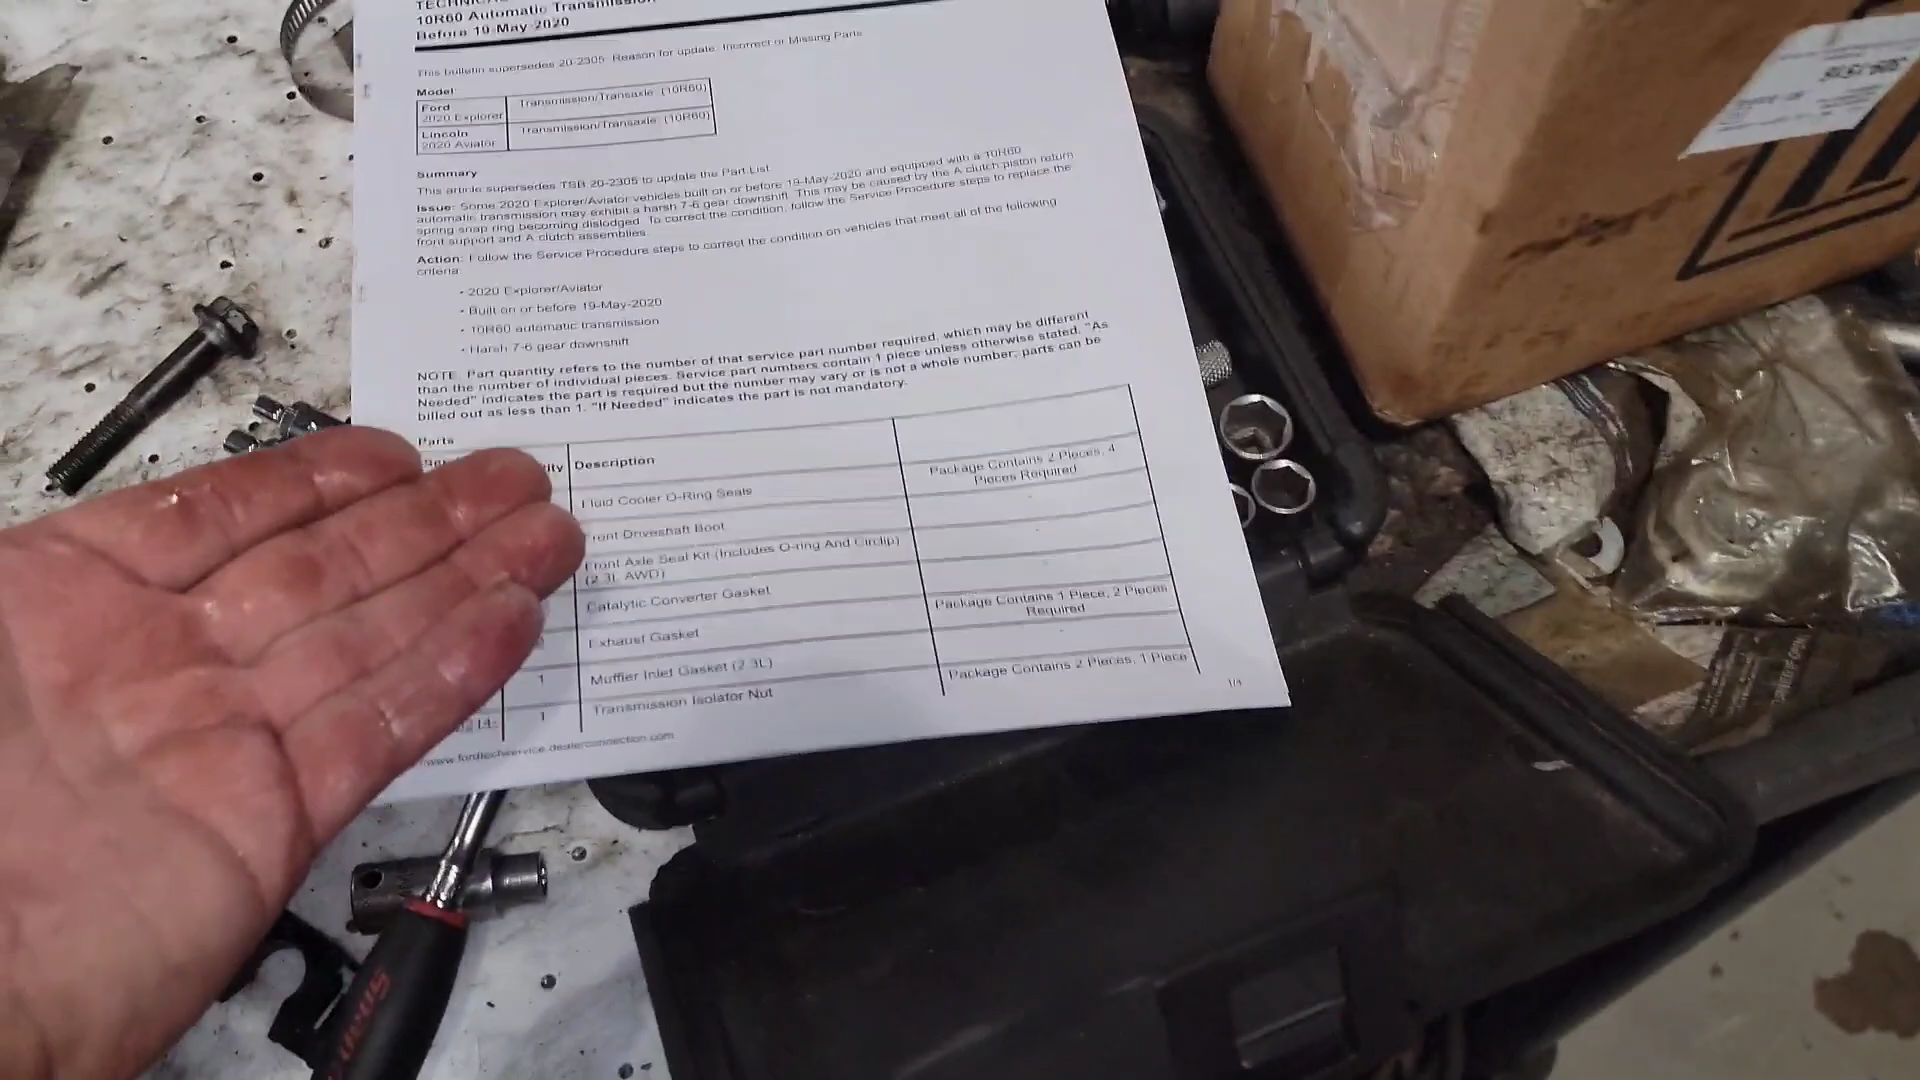 10R60 Automatic Transmission
Before 19-May-2020
This bulletin supersedes 20-2305. Reason for update: Incorrect or Missing Parts
Model:
Ford
2020 Explorer
Transmission/Transaxle: (10R60)
Lincoln
2020 Aviator
Transmission/Transaxle: (10R60)
Summary
This article supersedes TSB 20-2305 to update the Part List.
Issue: Some 2020 Explorer/Aviator vehicles built on or before 19-May-2020 and equipped with a 10R60
automatic transmission may exhibit a harsh 7-6 gear downshift. This may be caused by the A clutch piston return
spring snap ring becoming dislodged. To correct the condition, follow the Service Procedure steps to replace the
front support and A clutch assemblies.
Action: Follow the Service Procedure steps to correct the condition on vehicles that meet all of the following
criteria:
• 2020 Explorer/Aviator
• Built on or before 19-May-2020
• 10R60 automatic transmission
• Harsh 7-6 gear downshift
NOTE: Part quantity refers to the number of that service part number required, which may be different
than the number of individual pieces. Service part numbers contain 1 piece unless otherwise stated. "As
Needed" indicates the part is required but the number may vary or is not a whole number; parts can be
billed out as less than 1. "If Needed" indicates the part is not mandatory.
Parts
Description
Fluid Cooler O-Ring Seals
Package Contains 2 Pieces, 4
Pieces Required
Front Driveshaft Boot
Front Axle Seal Kit (Includes O-ring And Circlip)
(2.3L AWD)
Catalytic Converter Gasket
Exhaust Gasket
Package Contains 1 Piece, 2 Pieces
Required
1 Muffler Inlet Gasket (2.3L)
1 Transmission Isolator Nut
Package Contains 2 Pieces, 1 Piece
www.fordtechservice.dealerconnection.com
1/4